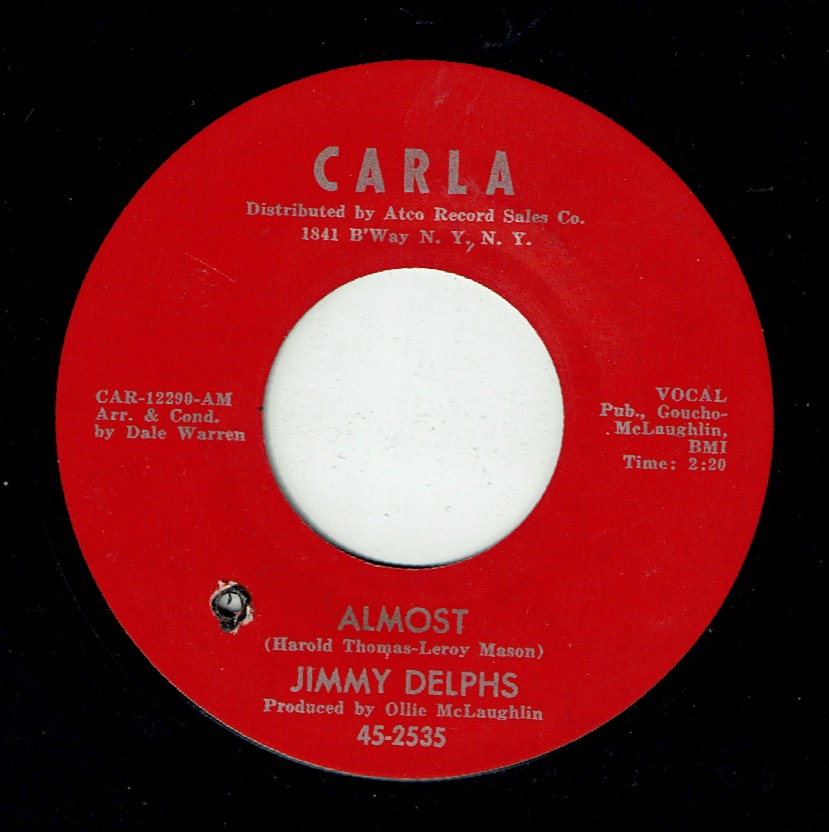 CARLA
Distributed by Atco Record Sales Co.
1841 B'Way N. Y., N. Y.
CAR-12290-AM
Arr. & Cond.
by Dale Warren
VOCAL
Pub., Goucho-
McLaughlin,
BMI
Time: 2:20
ALMOST
(Harold Thomas-Leroy Mason)
JIMMY DELPHS
Produced by Ollie McLaughlin
45-2535